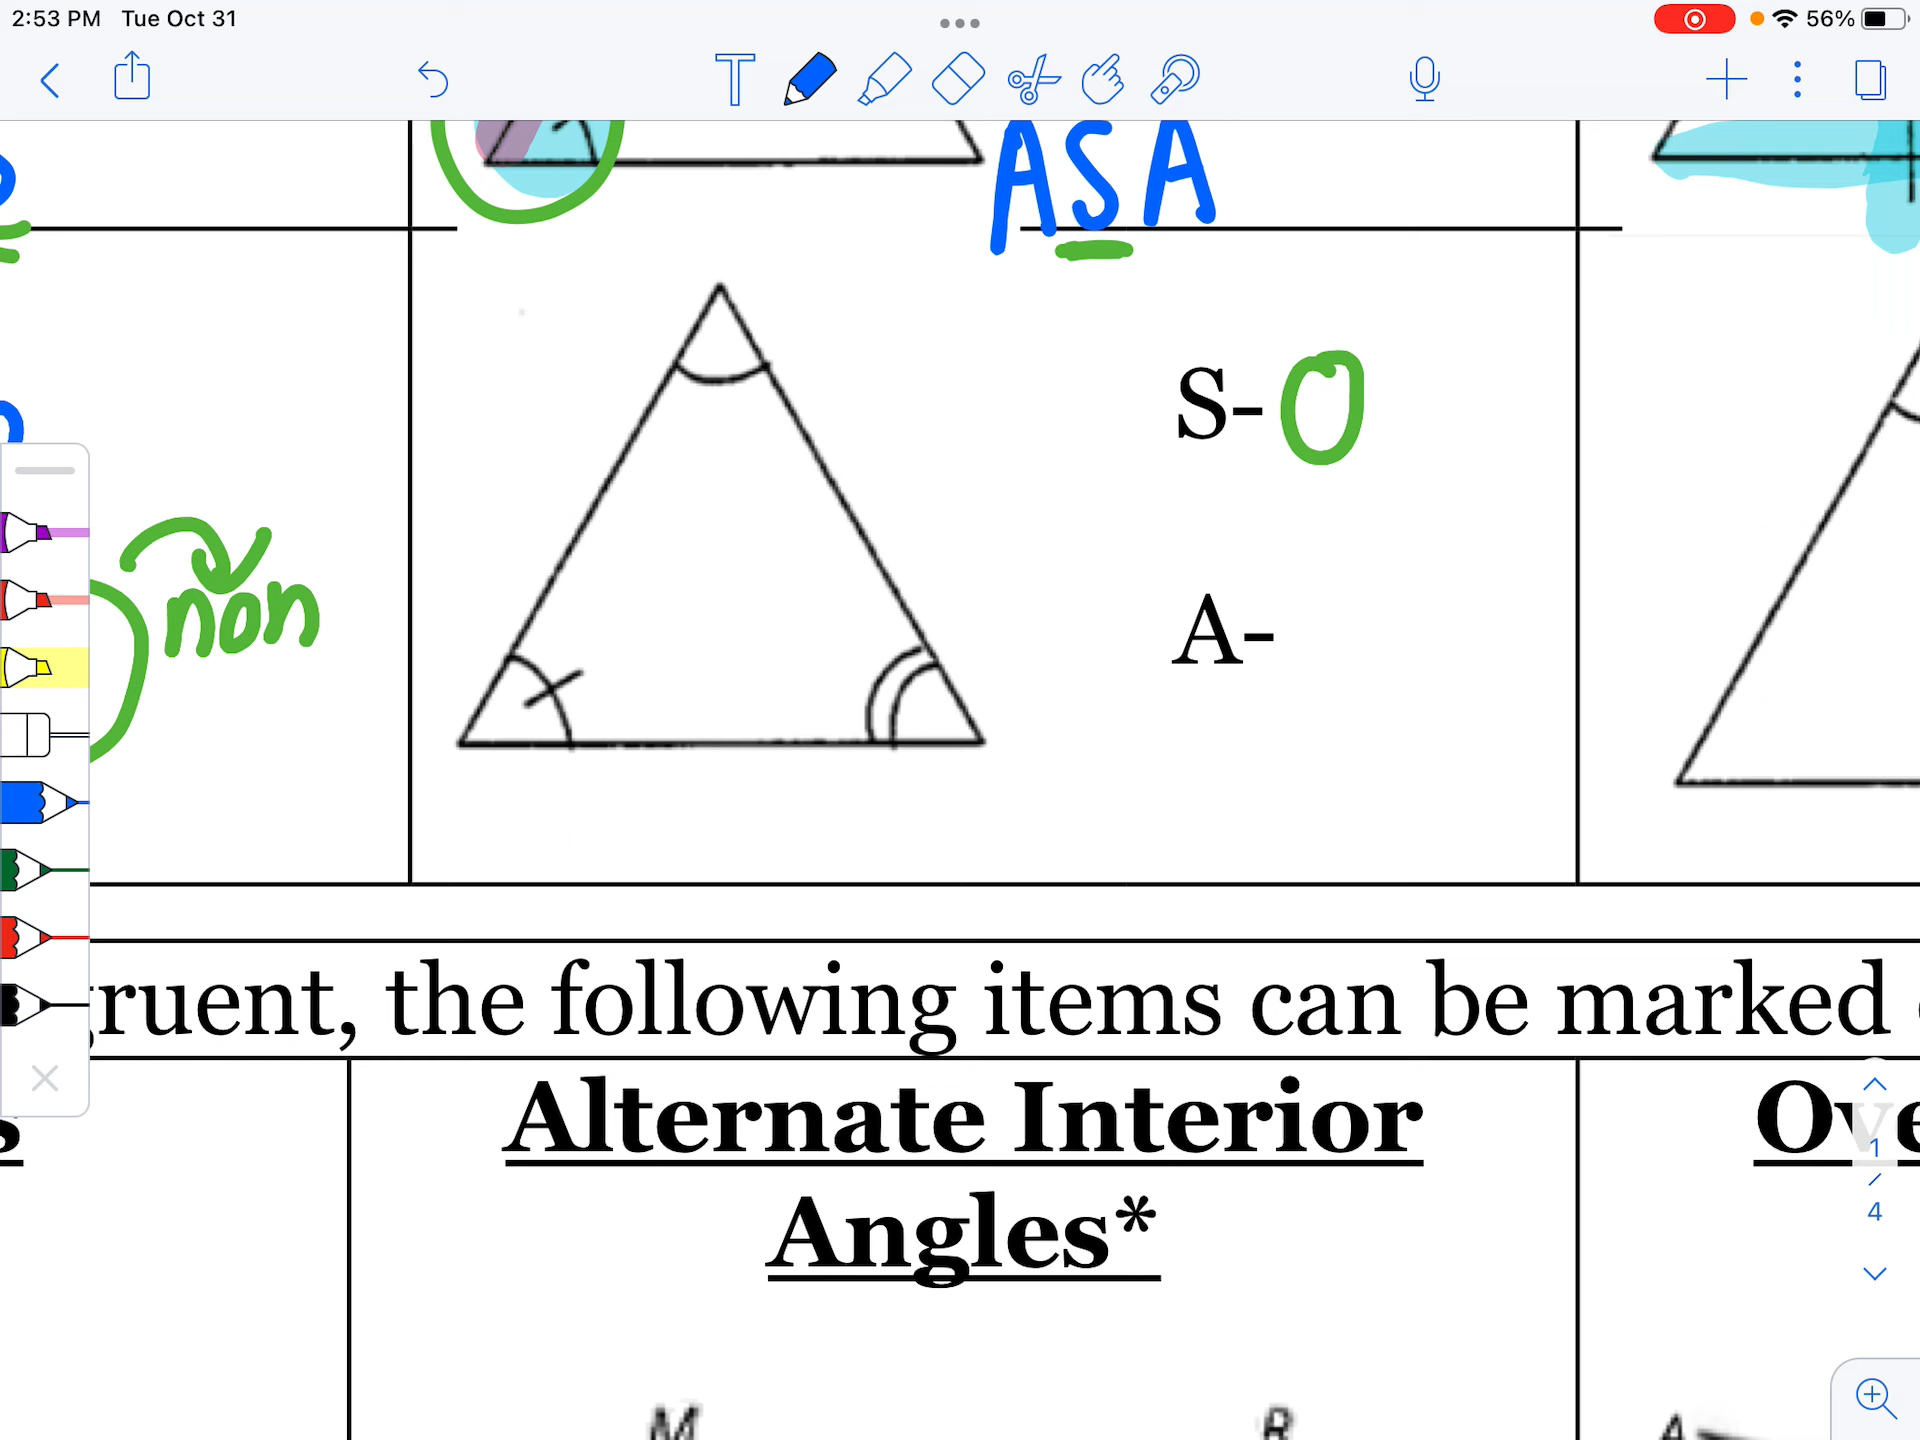 2:53 PM Tue Oct 31
56%
T
ASA
S-0
non
A-
gruent, the following items can be marked
Alternate Interior
Angles*
1
/
4
M
B
A